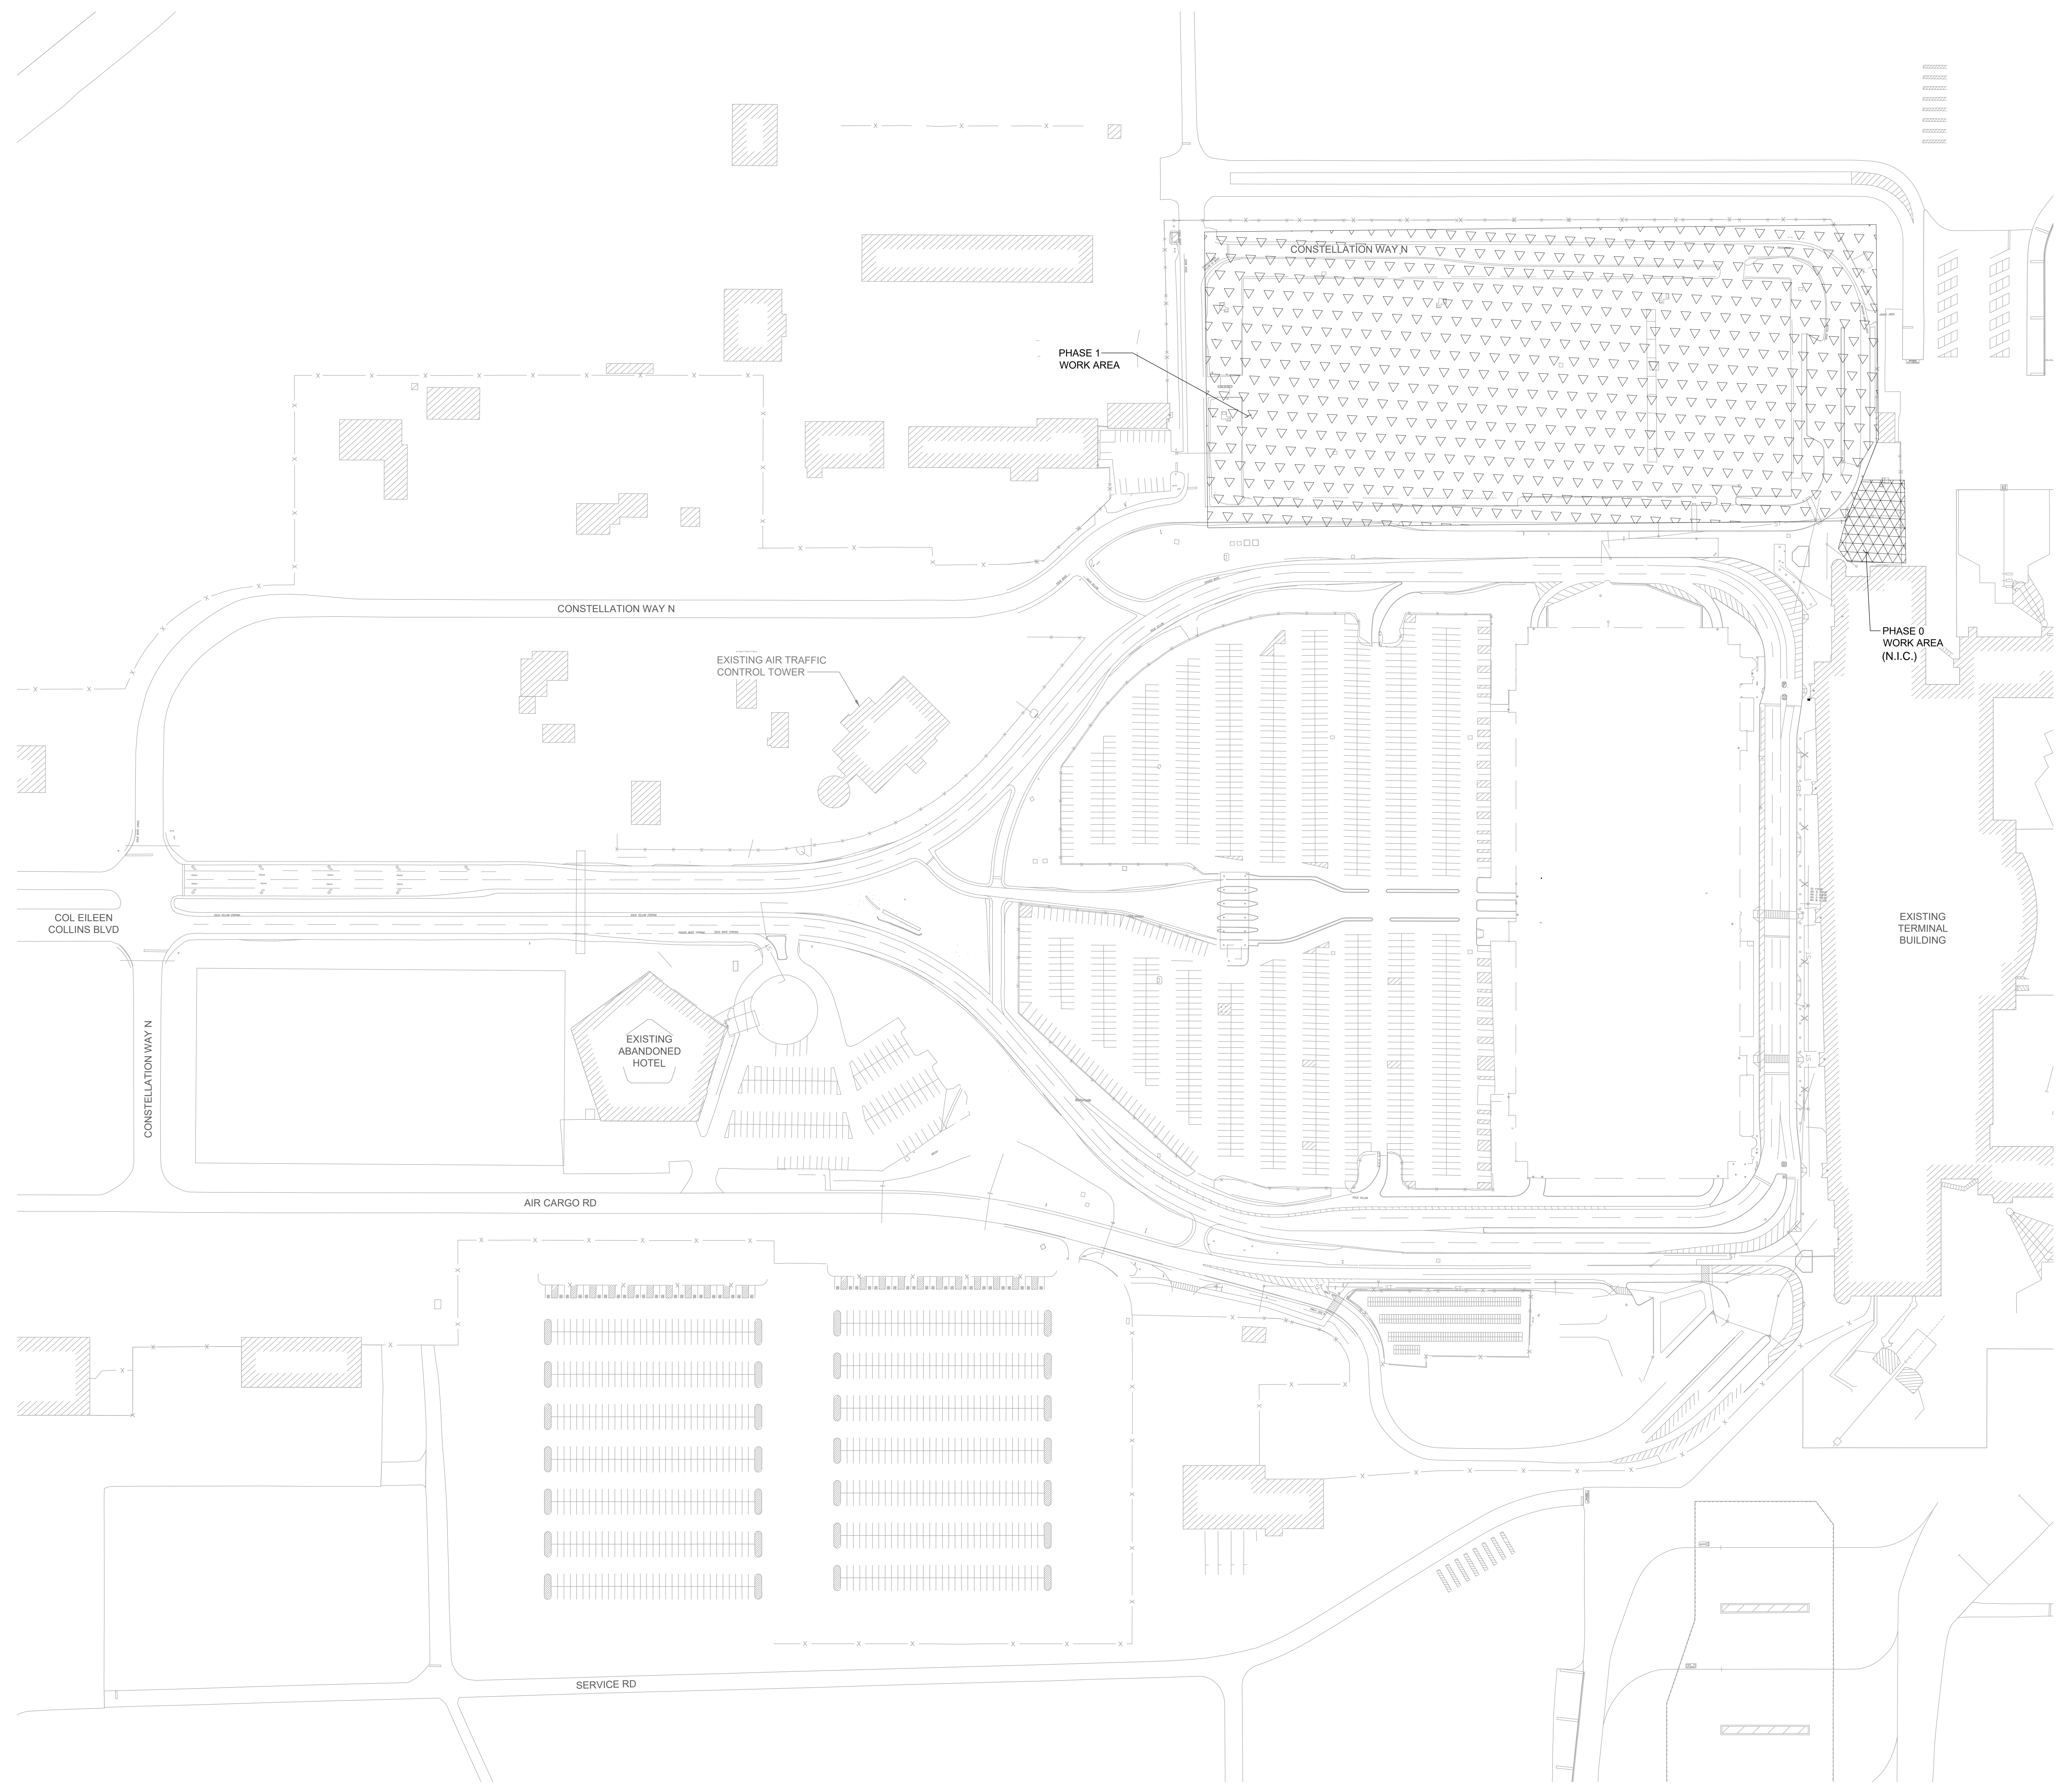 CONSTELLATION WAY N
PHASE 1
WORK AREA
CONSTELLATION WAY N
PHASE 0
WORK AREA
(N.I.C.)
EXISTING AIR TRAFFIC
CONTROL TOWER
COL EILEEN
COLLINS BLVD
EXISTING
TERMINAL
BUILDING
EXISTING
ABANDONED
HOTEL
CONSTELLATION WAY N
AIR CARGO RD
SERVICE RD